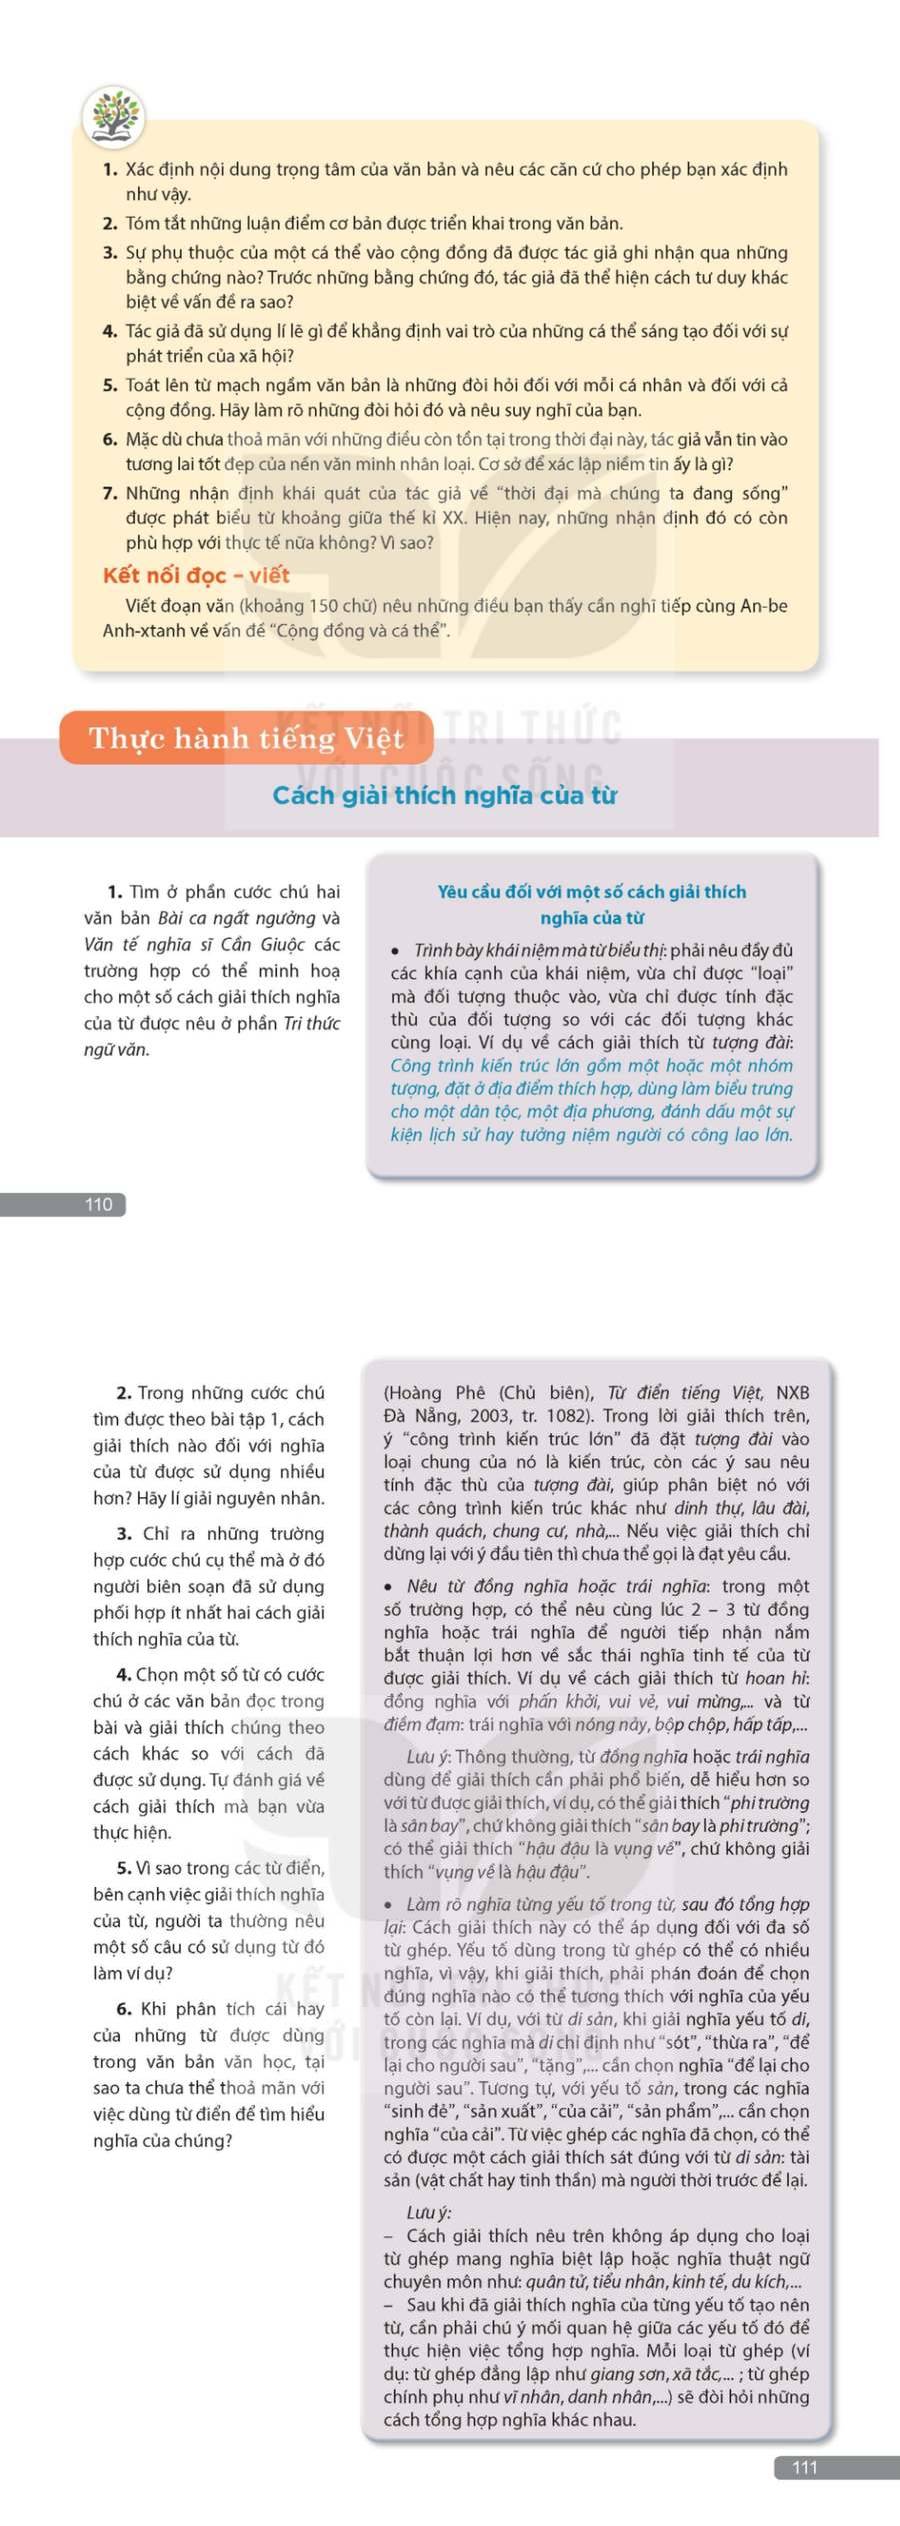 1. Xác định nội dung trọng tâm của văn bản và nêu các căn cứ cho phép bạn xác định
như vậy.
2. Tóm tắt những luận điểm cơ bản được triển khai trong văn bản.
3. Sự phụ thuộc của một cá thể vào cộng đồng đã được tác giả ghi nhận qua những
bằng chứng nào? Trước những bằng chứng đó, tác giả đã thể hiện cách tư duy khác
biệt về vấn đề ra sao?
4. Tác giả đã sử dụng lí lẽ gì để khẳng định vai trò của những cá thể sáng tạo đối với sự
phát triển của xã hội?
5. Toát lên từ mạch ngầm văn bản là những đòi hỏi đối với mỗi cá nhân và đối với cả
cộng đồng. Hãy làm rõ những đòi hỏi đó và nêu suy nghĩ của bạn.
6. Mặc dù chưa thoả mãn với những điều còn tồn tại trong thời đại này, tác giả vẫn tin vào
tương lai tốt đẹp của nền văn minh nhân loại. Cơ sở để xác lập niềm tin ấy là gì?
7. Những nhận định khái quát của tác giả về "thời đại mà chúng ta đang sống"
được phát biểu từ khoảng giữa thế kỉ XX. Hiện nay, những nhận định đó có còn
phù hợp với thực tế nữa không? Vì sao?
Kết nối đọc - viết
Viết đoạn văn (khoảng 150 chữ) nêu những điều bạn thấy cần nghĩ tiếp cùng An-be
Anh-xtanh về vấn đề "Cộng đồng và cá thể".
KẾT NỐI TRI THỨC
VỚI CUỘC SỐNG
Thực hành tiếng Việt
Cách giải thích nghĩa của từ
1. Tìm ở phần cước chú hai
văn bản Bài ca ngất ngưởng và
Văn tế nghĩa sĩ Cần Giuộc các
trường hợp có thể minh hoạ
cho một số cách giải thích nghĩa
của từ được nêu ở phần Tri thức
ngữ văn.
Yêu cầu đối với một số cách giải thích
nghĩa của từ
• Trình bày khái niệm mà từ biểu thị: phải nêu đầy đủ
các khía cạnh của khái niệm, vừa chỉ được "loại"
mà đối tượng thuộc vào, vừa chỉ được tính đặc
thù của đối tượng so với các đối tượng khác
cùng loại. Ví dụ về cách giải thích từ tượng đài:
Công trình kiến trúc lớn gồm một hoặc một nhóm
tượng, đặt ở địa điểm thích hợp, dùng làm biểu trưng
cho một dân tộc, một địa phương, đánh dấu một sự
kiện lịch sử hay tưởng niệm người có công lao lớn.
110
2. Trong những cước chú
tìm được theo bài tập 1, cách
giải thích nào đối với nghĩa
của từ được sử dụng nhiều
hơn? Hãy lí giải nguyên nhân.
3. Chỉ ra những trường
hợp cước chú cụ thể mà ở đó
người biên soạn đã sử dụng
phối hợp ít nhất hai cách giải
thích nghĩa của từ.
4. Chọn một số từ có cước
chú ở các văn bản đọc trong
bài và giải thích chúng theo
cách khác so với cách đã
được sử dụng. Tự đánh giá về
cách giải thích mà bạn vừa
thực hiện.
5. Vì sao trong các từ điển,
bên cạnh việc giải thích nghĩa
của từ, người ta thường nêu
một số câu có sử dụng từ đó
làm ví dụ?
6. Khi phân tích cái hay
của những từ được dùng
trong văn bản văn học, tại
sao ta chưa thể thoả mãn với
việc dùng từ điển để tìm hiểu
nghĩa của chúng?
(Hoàng Phê (Chủ biên), Từ điển tiếng Việt, NXB
Đà Nẵng, 2003, tr. 1082). Trong lời giải thích trên,
ý "công trình kiến trúc lớn" đã đặt tượng đài vào
loại chung của nó là kiến trúc, còn các ý sau nêu
tính đặc thù của tượng đài, giúp phân biệt nó với
các công trình kiến trúc khác như dinh thự, lâu đài,
thành quách, chung cư, nhà,... Nếu việc giải thích chỉ
dừng lại với ý đầu tiên thì chưa thể gọi là đạt yêu cầu.
• Nêu từ đồng nghĩa hoặc trái nghĩa: trong một
số trường hợp, có thể nêu cùng lúc 2 – 3 từ đồng
nghĩa hoặc trái nghĩa để người tiếp nhận nắm
bắt thuận lợi hơn về sắc thái nghĩa tinh tế của từ
được giải thích. Ví dụ về cách giải thích từ hoan hỉ:
đồng nghĩa với phấn khởi, vui vẻ, vui mừng,... và từ
điềm đạm: trái nghĩa với nóng nảy, bộp chộp, hấp tấp,...
Lưu ý: Thông thường, từ đồng nghĩa hoặc trái nghĩa
dùng để giải thích cần phải phổ biến, dễ hiểu hơn so
với từ được giải thích, ví dụ, có thể giải thích "phi trường
là sân bay", chứ không giải thích "sân bay là phi trường";
có thể giải thích "hậu đậu là vụng về", chứ không giải
thích "vụng về là hậu đậu".
• Làm rõ nghĩa từng yếu tố trong từ, sau đó tổng hợp
lại: Cách giải thích này có thể áp dụng đối với đa số
từ ghép. Yếu tố dùng trong từ ghép có thể có nhiều
nghĩa, vì vậy, khi giải thích, phải phán đoán để chọn
đúng nghĩa nào có thể tương thích với nghĩa của yếu
tố còn lại. Ví dụ, với từ di sản, khi giải nghĩa yếu tố di,
trong các nghĩa mà di chỉ định như "sót", "thừa ra", "để
lại cho người sau", "tặng",... cần chọn nghĩa "để lại cho
người sau". Tương tự, với yếu tố sản, trong các nghĩa
"sinh đẻ", "sản xuất", "của cải", "sản phẩm",... cần chọn
nghĩa "của cải". Từ việc ghép các nghĩa đã chọn, có thể
có được một cách giải thích sát đúng với từ di sản: tài
sản (vật chất hay tinh thần) mà người thời trước để lại.
Lưu ý:
– Cách giải thích nêu trên không áp dụng cho loại
từ ghép mang nghĩa biệt lập hoặc nghĩa thuật ngữ
chuyên môn như: quân tử, tiểu nhân, kinh tế, du kích,...
– Sau khi đã giải thích nghĩa của từng yếu tố tạo nên
từ, cần phải chú ý mối quan hệ giữa các yếu tố đó để
thực hiện việc tổng hợp nghĩa. Mỗi loại từ ghép (ví
dụ: từ ghép đẳng lập như giang sơn, xã tắc,... ; từ ghép
chính phụ như vĩ nhân, danh nhân,...) sẽ đòi hỏi những
cách tổng hợp nghĩa khác nhau.
KẾT NỐI TRI THỨC
VỚI CUỘC SỐNG
111